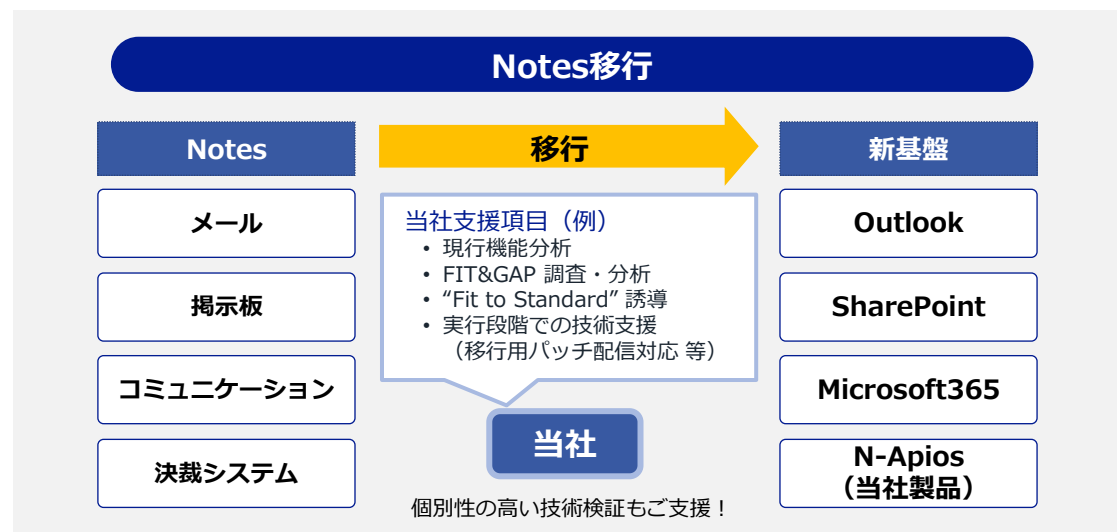 Notes移行
Notes
移行
新基盤
メール
掲示板
コミュニケーション
決裁システム
当社支援項目（例）
• 現行機能分析
• FIT&GAP 調査・分析
• “Fit to Standard” 誘導
• 実行段階での技術支援
（移行用パッチ配信対応 等）
当社
個別性の高い技術検証もご支援！
Outlook
SharePoint
Microsoft365
N-Apios
（当社製品）